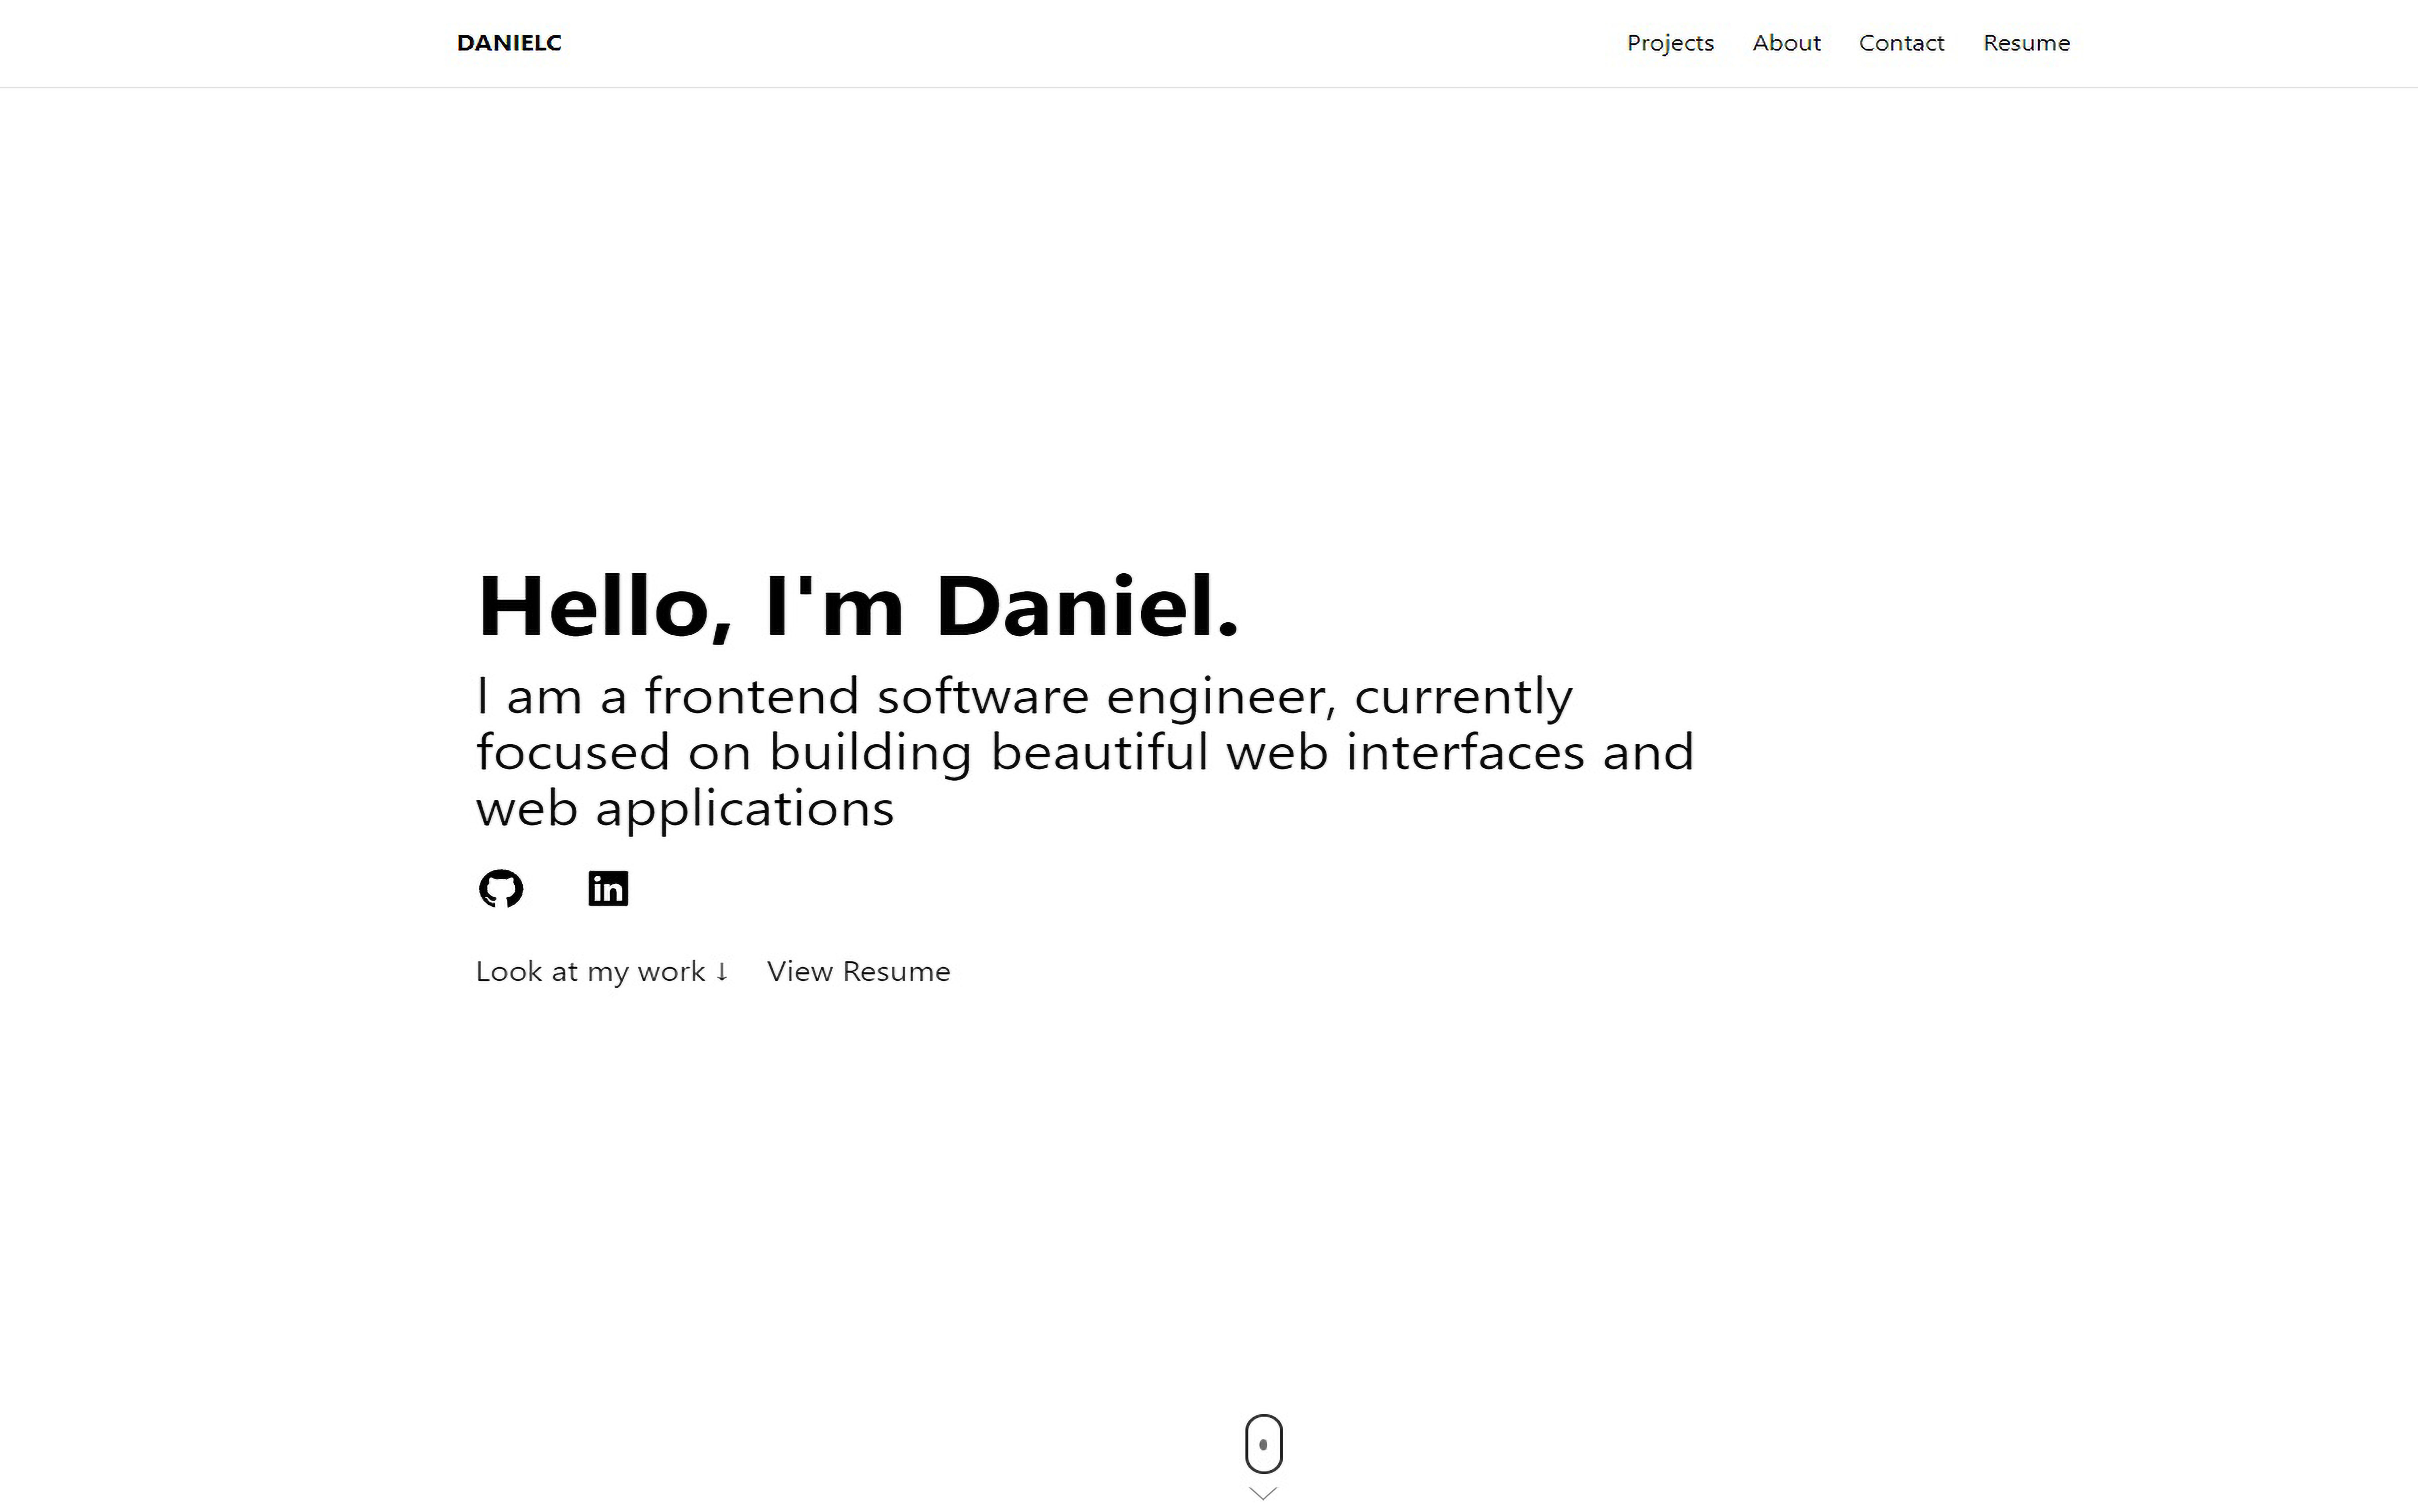 DANIELC
Projects About Contact Resume
Hello, I'm Daniel.
I am a frontend software engineer, currently
focused on building beautiful web interfaces and
web applications
in
Look at my work ↓ View Resume